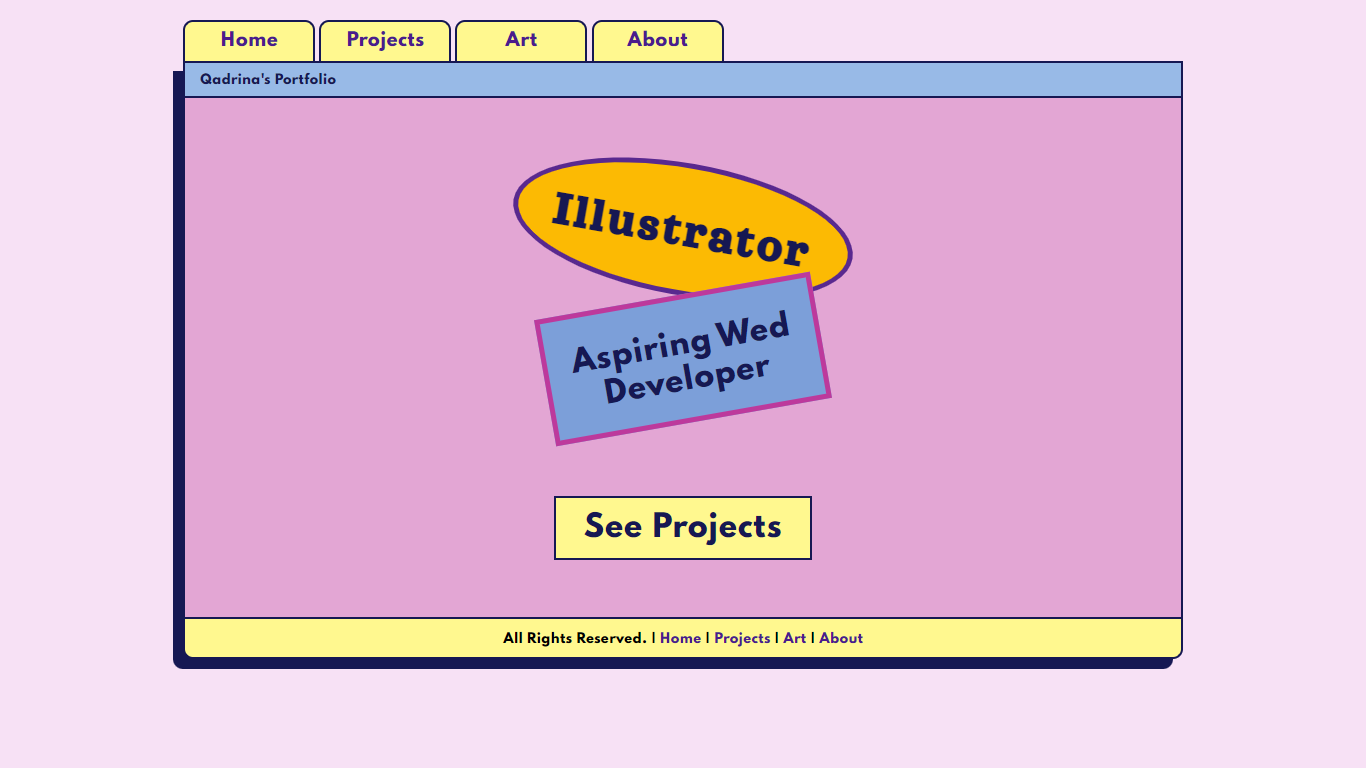 Home Projects Art About
Qadrina's Portfolio
Illustrator
Aspiring Wed
Developer
See Projects
All Rights Reserved. | Home | Projects | Art | About